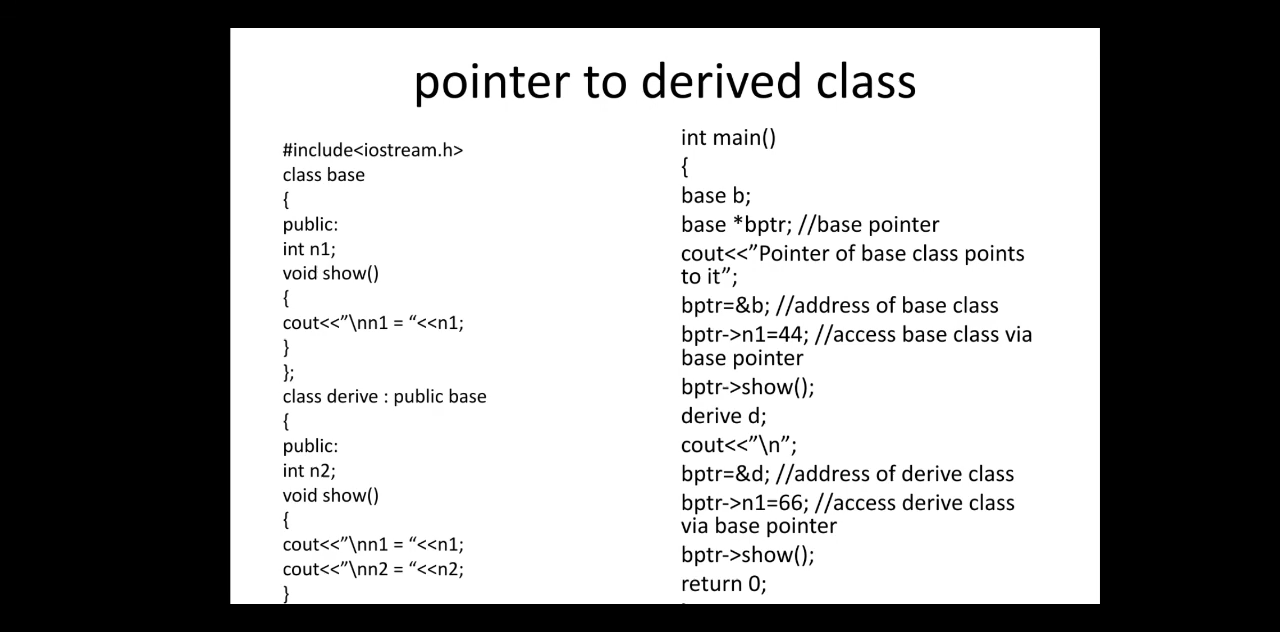 pointer to derived class
#include<iostream.h>
class base
{
public:
int n1;
void show()
{
cout<<”\nn1 = “<<n1;
}
};
class derive : public base
{
public:
int n2;
void show()
{
cout<<”\nn1 = “<<n1;
cout<<”\nn2 = “<<n2;
}
int main()
{
base b;
base *bptr; //base pointer
cout<<”Pointer of base class points
to it”;
bptr=&b; //address of base class
bptr->n1=44; //access base class via
base pointer
bptr->show();
derive d;
cout<<”\n”;
bptr=&d; //address of derive class
bptr->n1=66; //access derive class
via base pointer
bptr->show();
return 0;